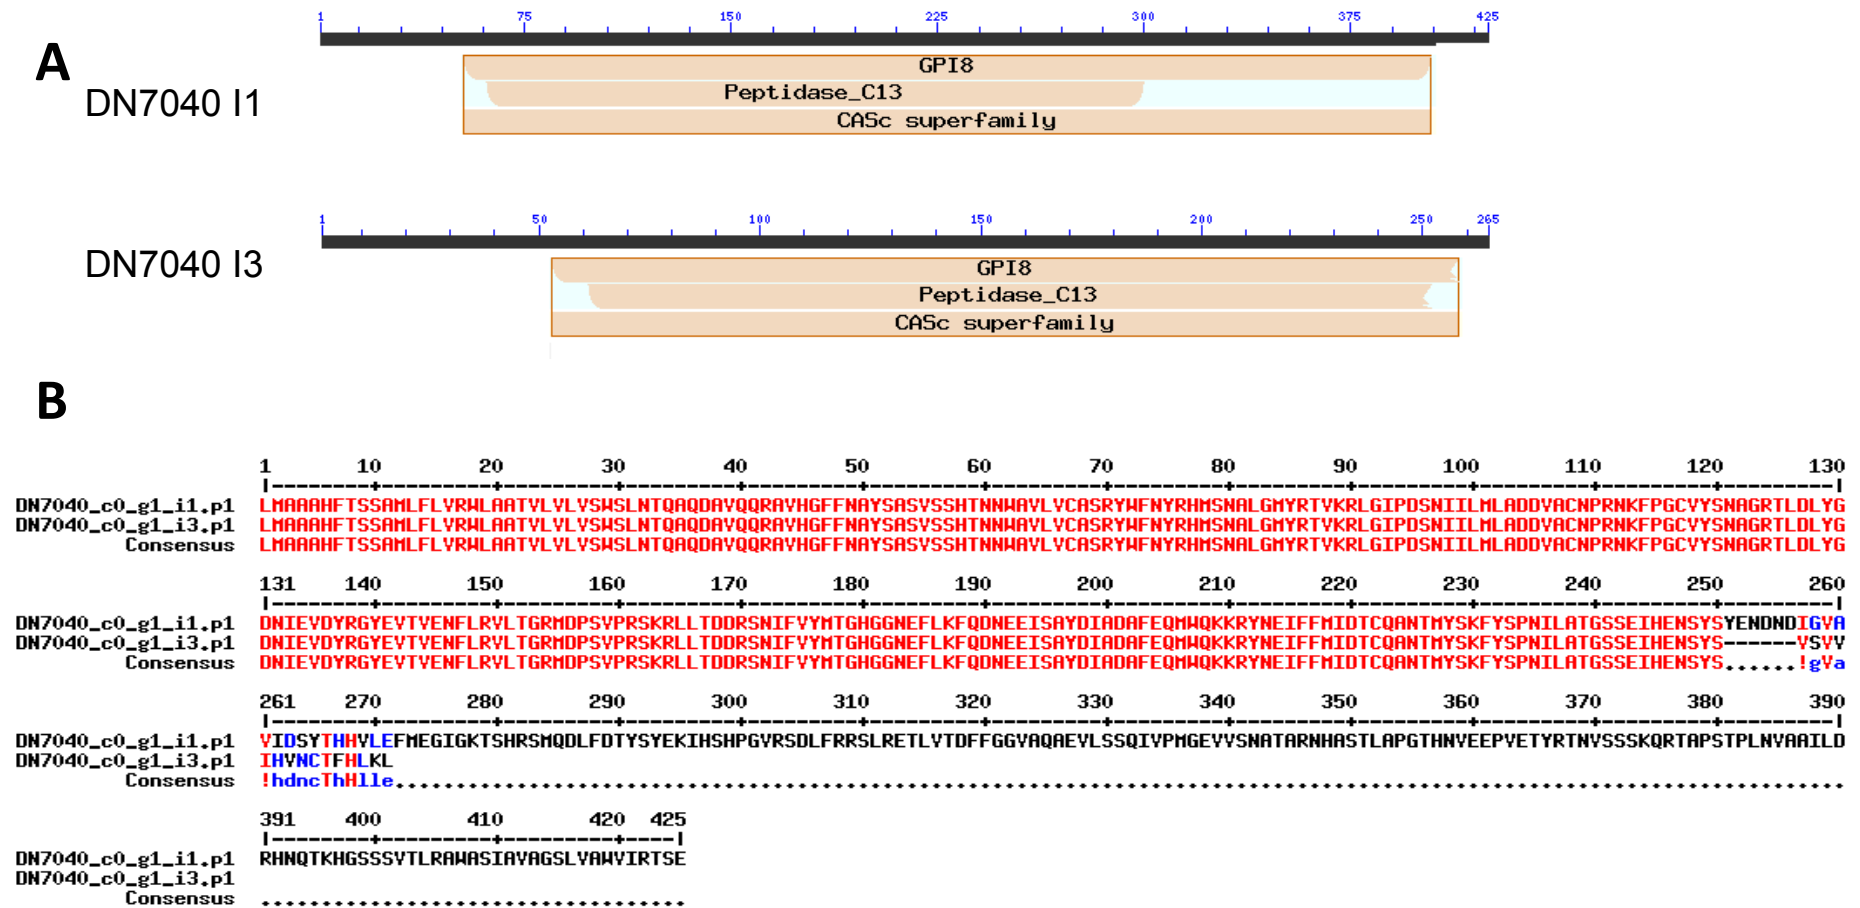 A
1 75 150 225 300 375 425
GPI8
DN7040 I1
Peptidase_C13
CASc superfamily
1 50 100 150 200 250 265
DN7040 I3
GPI8
Peptidase_C13
CASc superfamily
B
1 10 20 30 40 50 60 70 80 90 100 110 120 130
|---------+---------+---------+---------+---------+---------+---------+---------+---------+---------+---------+---------+---------|
DN7040_c0_g1_i1.p1 LMAAAHFTSSAMLFLVRWLAATVLVLVSWSLNTQAQDAVQQRAVHGFFNAYSASVSSHTNNWAVLVCASRYWFNYRHMSNALGMYRTVKRLGIPDSNIILMLADDVACNPRNKFPGCVYSNAGRTLDLYG
DN7040_c0_g1_i3.p1 LMAAAHFTSSAMLFLVRWLAATVLVLVSWSLNTQAQDAVQQRAVHGFFNAYSASVSSHTNNWAVLVCASRYWFNYRHMSNALGMYRTVKRLGIPDSNIILMLADDVACNPRNKFPGCVYSNAGRTLDLYG
Consensus LMAAAHFTSSAMLFLVRWLAATVLVLVSWSLNTQAQDAVQQRAVHGFFNAYSASVSSHTNNWAVLVCASRYWFNYRHMSNALGMYRTVKRLGIPDSNIILMLADDVACNPRNKFPGCVYSNAGRTLDLYG
131 140 150 160 170 180 190 200 210 220 230 240 250 260
|---------+---------+---------+---------+---------+---------+---------+---------+---------+---------+---------+---------+---------|
DN7040_c0_g1_i1.p1 DNIEVDYRGYEVTVENFLRVLTGRMDPSVPRSKRLLTDDRSNIFVYMTGHGGNEFLKFQDNEEISAYDIADAFEQMWQKKRYNEIFFMIDTCQANTMYSKFYSPNILATGSSEIHENSYSYENDNDIGVA
DN7040_c0_g1_i3.p1 DNIEVDYRGYEVTVENFLRVLTGRMDPSVPRSKRLLTDDRSNIFVYMTGHGGNEFLKFQDNEEISAYDIADAFEQMWQKKRYNEIFFMIDTCQANTMYSKFYSPNILATGSSEIHENSYS------VSVV
Consensus DNIEVDYRGYEVTVENFLRVLTGRMDPSVPRSKRLLTDDRSNIFVYMTGHGGNEFLKFQDNEEISAYDIADAFEQMWQKKRYNEIFFMIDTCQANTMYSKFYSPNILATGSSEIHENSYS......!gVa
261 270 280 290 300 310 320 330 340 350 360 370 380 390
|---------+---------+---------+---------+---------+---------+---------+---------+---------+---------+---------+---------+---------|
DN7040_c0_g1_i1.p1 VIDSYTHHVLEFMEGIGKTSHRSMQDLFDTYSYEKIHSHPGVRSDLFRRSLRETLVTDFFGGVAQAEVLSSQIVPMGEVVSNATARNHASTLAPGTHNVEEPVETYRTNVSSSKQRTAPSTPLNVAAILD
DN7040_c0_g1_i3.p1 IHVNCTFHLKL
Consensus !hdncThHlle.......................................................................................................................
391 400 410 420 425
|---------+---------+---------+----|
DN7040_c0_g1_i1.p1 RHNQTKHGSSSVTLRAWASIAVAGSLVAWVIRTSE
DN7040_c0_g1_i3.p1
Consensus ...................................